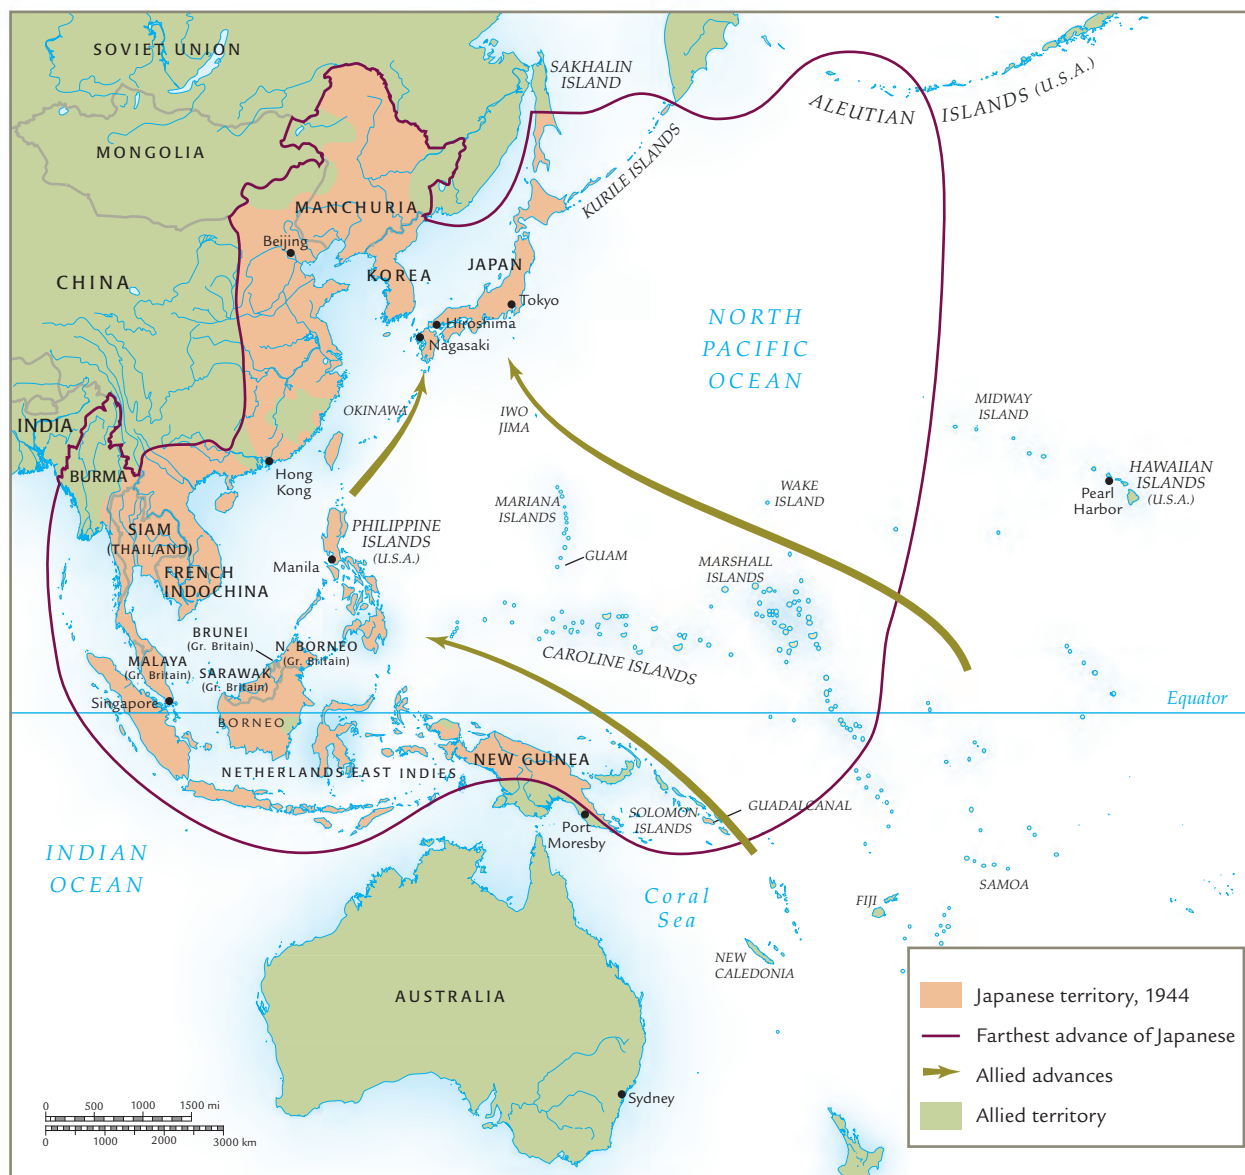 SOVIET UNION
SAKHALIN
ISLAND
ALEUTIAN ISLANDS (U.S.A.)
MONGOLIA
KURILE ISLANDS
MANCHURIA
Beijing
KOREA
JAPAN
CHINA
Tokyo
Hiroshima
Nagasaki
NORTH
PACIFIC
OCEAN
OKINAWA
IWO
JIMA
MIDWAY
ISLAND
INDIA
BURMA
Hong
Kong
HAWAIIAN
ISLANDS
(U.S.A.)
Pearl
Harbor
WAKE
ISLAND
MARIANA
ISLANDS
PHILIPPINE
ISLANDS
(U.S.A.)
SIAM
(THAILAND)
GUAM
Manila
FRENCH
INDOCHINA
MARSHALL
ISLANDS
BRUNEI
(Gr. Britain)
N. BORNEO
(Gr. Britain)
CAROLINE ISLANDS
MALAYA
(Gr. Britain)
SARAWAK
(Gr. Britain)
Singapore
Equator
BORNEO
NEW GUINEA
NETHERLANDS EAST INDIES
SOLOMON
ISLANDS
GUADALCANAL
Port
Moresby
INDIAN
OCEAN
Coral
Sea
SAMOA
FIJI
NEW
CALEDONIA
AUSTRALIA
Sydney
Japanese territory, 1944
Farthest advance of Japanese
Allied advances
Allied territory
0 500 1000 1500 mi
0 1000 2000 3000 km